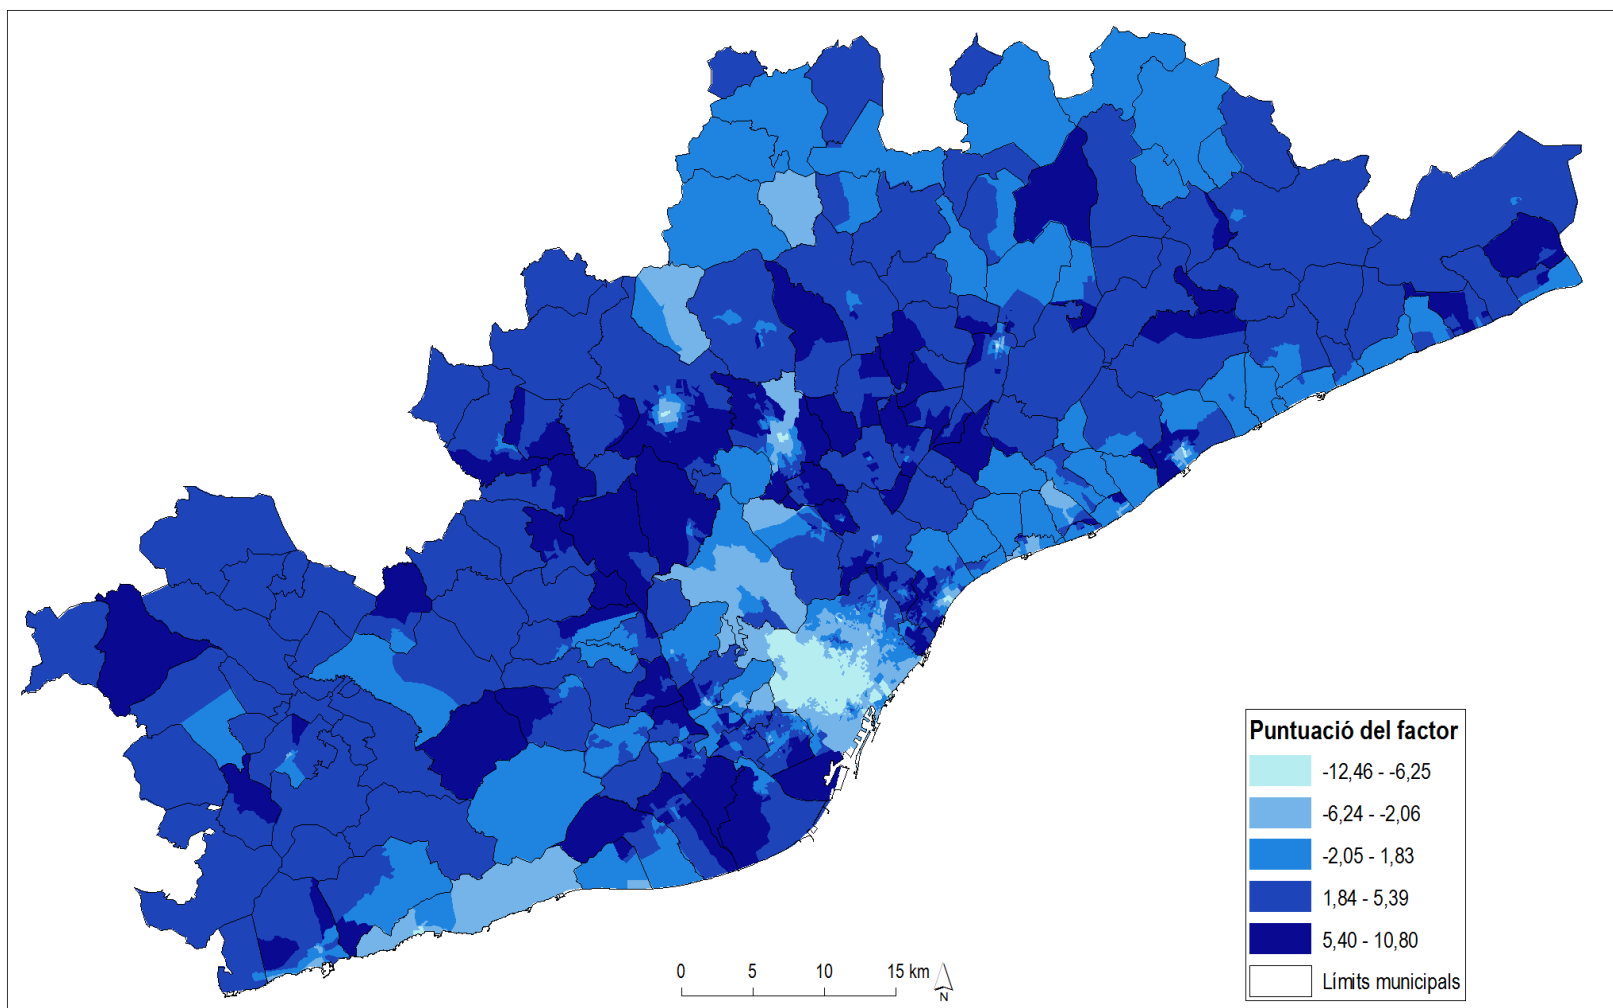 Puntuació del factor
-12,46 - -6,25
-6,24 - -2,06
-2,05 - 1,83
1,84 - 5,39
5,40 - 10,80
Límits municipals
0 5 10 15 km
N